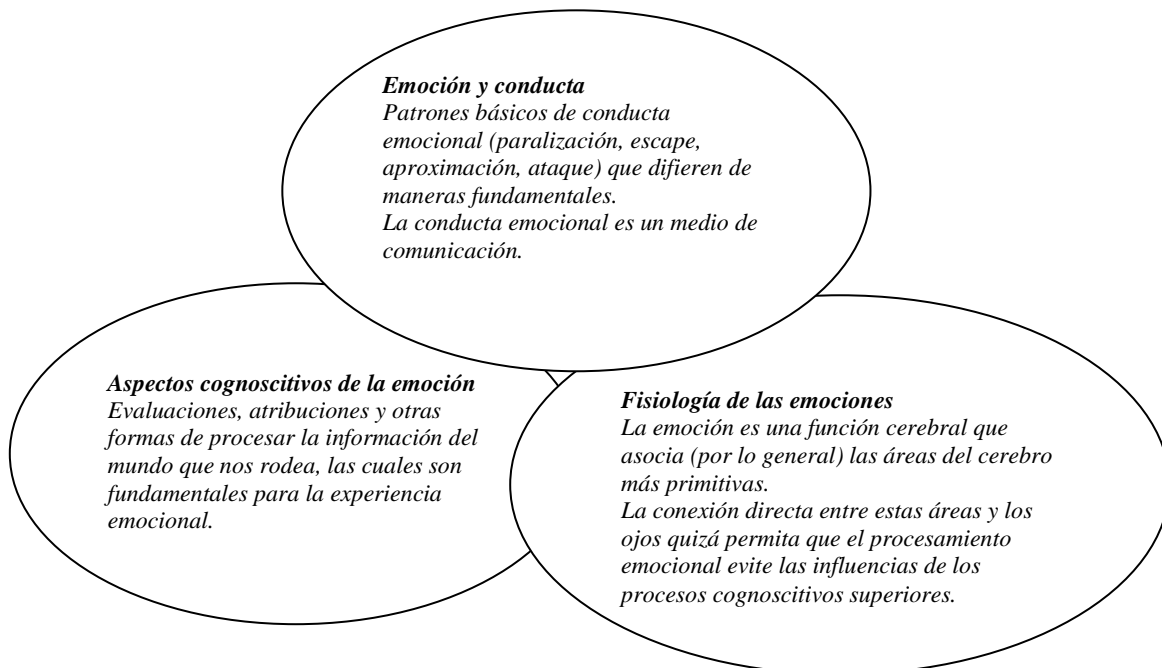 Emoción y conducta
Patrones básicos de conducta
emocional (paralización, escape,
aproximación, ataque) que difieren de
maneras fundamentales.
La conducta emocional es un medio de
comunicación.
Aspectos cognoscitivos de la emoción
Evaluaciones, atribuciones y otras
formas de procesar la información del
mundo que nos rodea, las cuales son
fundamentales para la experiencia
emocional.
Fisiología de las emociones
La emoción es una función cerebral que
asocia (por lo general) las áreas del cerebro
más primitivas.
La conexión directa entre estas áreas y los
ojos quizá permita que el procesamiento
emocional evite las influencias de los
procesos cognoscitivos superiores.